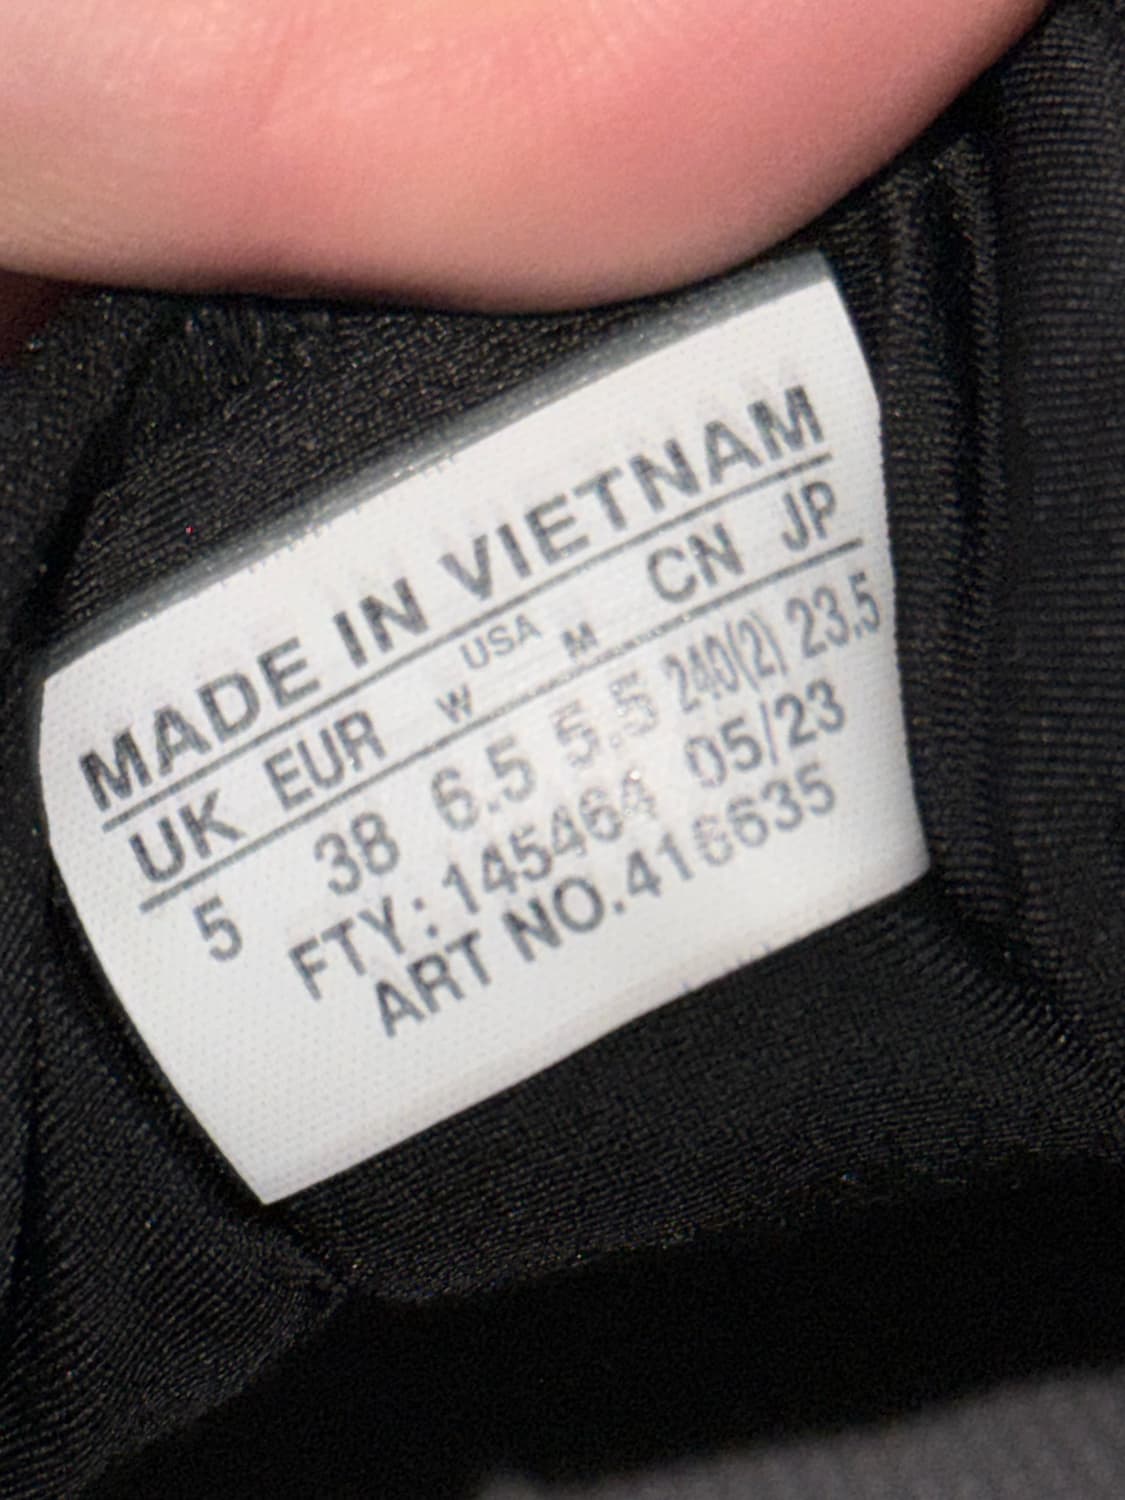 MADE IN VIETNAM
USA
UK EUR W M CN JP
5 38 6.5 5.5 240(2) 23.5
FTY: 145464 05/23
ART NO.416635